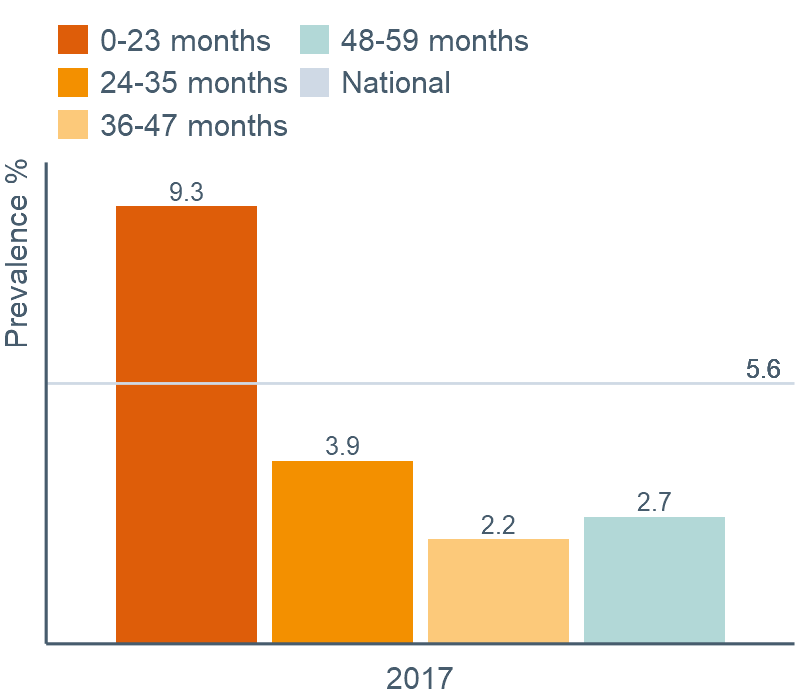 0-23 months
24-35 months
36-47 months
48-59 months
National
Prevalence %
9.3
3.9
2.2
2.7
5.6
2017